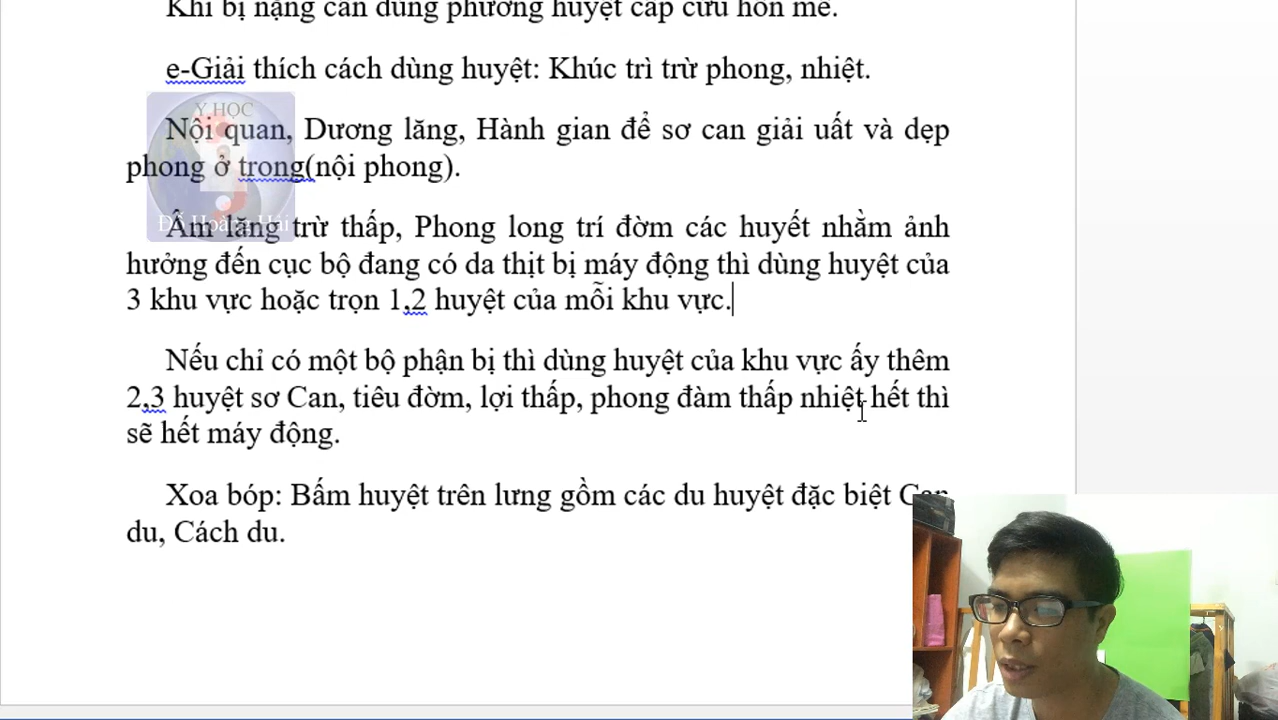 Khi bị nặng cần dùng phương huyệt cấp cứu hôn mê.
e-Giải thích cách dùng huyệt: Khúc trì trừ phong, nhiệt.
Y HỌC
Nội quan, Dương lăng, Hành gian để sơ can giải uất và dẹp
phong ở trong(nội phong).
ĐỖ Hoàng Hải
Âm lăng trừ thấp, Phong long trí đờm các huyết nhằm ảnh
hưởng đến cục bộ đang có da thịt bị máy động thì dùng huyệt của
3 khu vực hoặc trọn 1,2 huyệt của mỗi khu vực.
Nếu chỉ có một bộ phận bị thì dùng huyệt của khu vực ấy thêm
2,3 huyệt sơ Can, tiêu đờm, lợi thấp, phong đàm thấp nhiệt hết thì
sẽ hết máy động.
Xoa bóp: Bấm huyệt trên lưng gồm các du huyệt đặc biệt Can
du, Cách du.